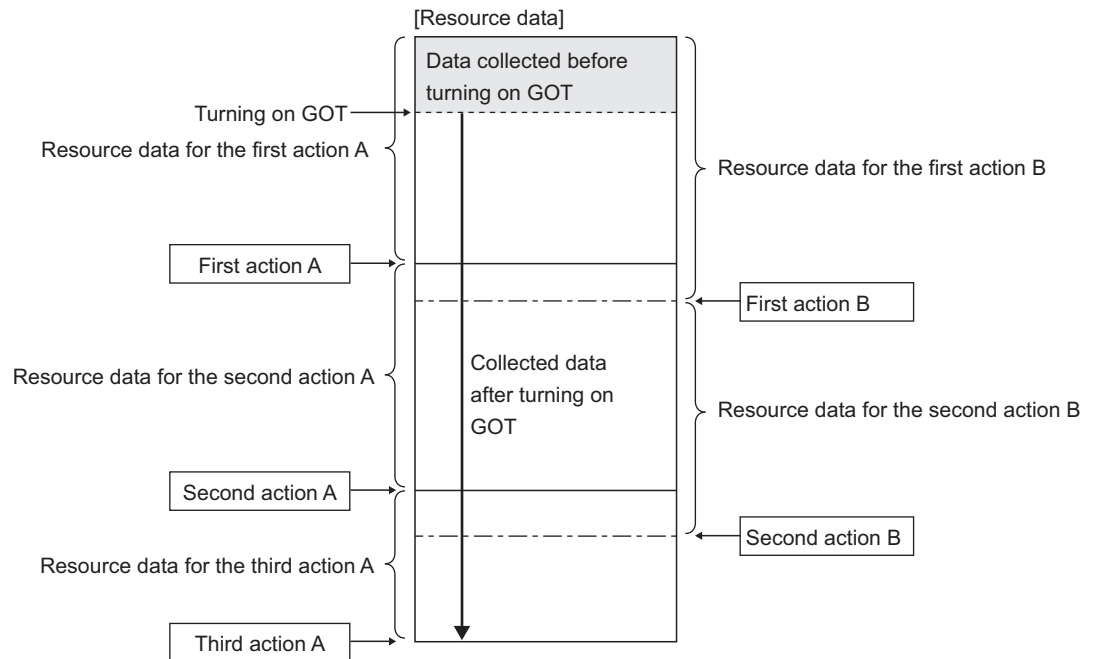 [Resource data]
Data collected before
turning on GOT
Turning on GOT
Resource data for the first action A
Resource data for the first action B
First action A
First action B
Collected data
after turning on
GOT
Resource data for the second action A
Resource data for the second action B
Second action A
Second action B
Resource data for the third action A
Third action A